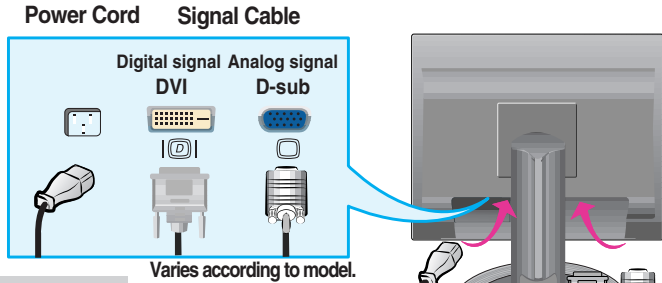 Power Cord Signal Cable
Digital signal Analog signal
DVI D-sub
D
Varies according to model.